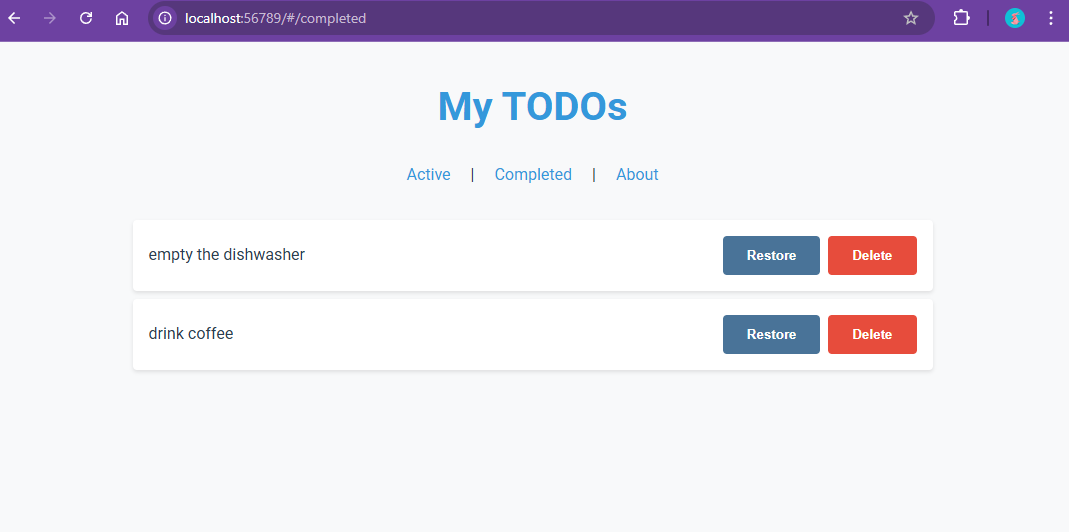 localhost:56789/#/completed
My TODOs
Active | Completed | About
empty the dishwasher Restore Delete
drink coffee Restore Delete